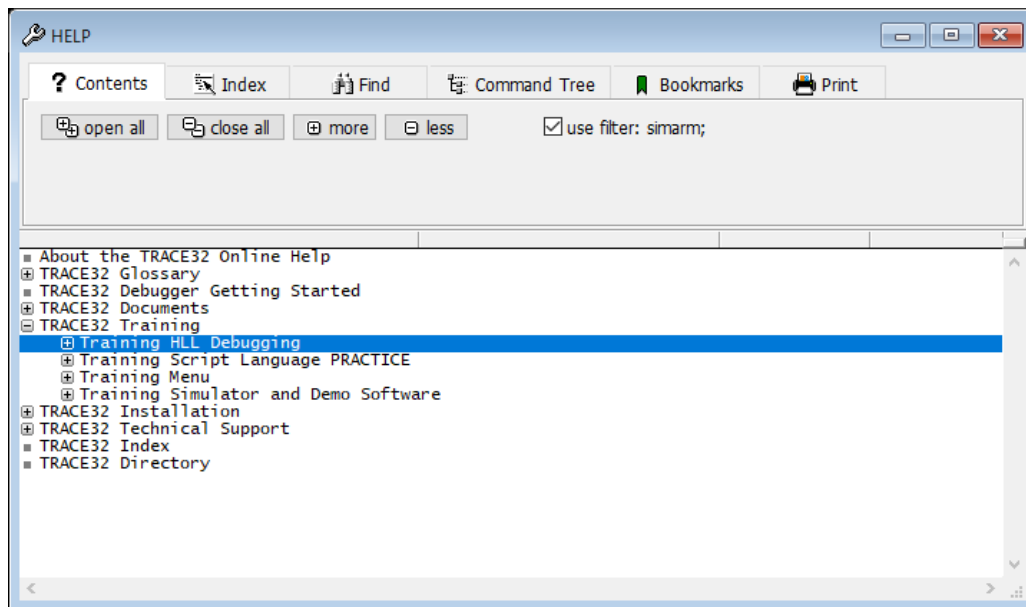 HELP
? Contents Index Find Command Tree Bookmarks Print
open all close all more less use filter: simarm;
About the TRACE32 Online Help
TRACE32 Glossary
TRACE32 Debugger Getting Started
TRACE32 Documents
TRACE32 Training
Training HLL Debugging
Training Script Language PRACTICE
Training Menu
Training Simulator and Demo Software
TRACE32 Installation
TRACE32 Technical Support
TRACE32 Index
TRACE32 Directory